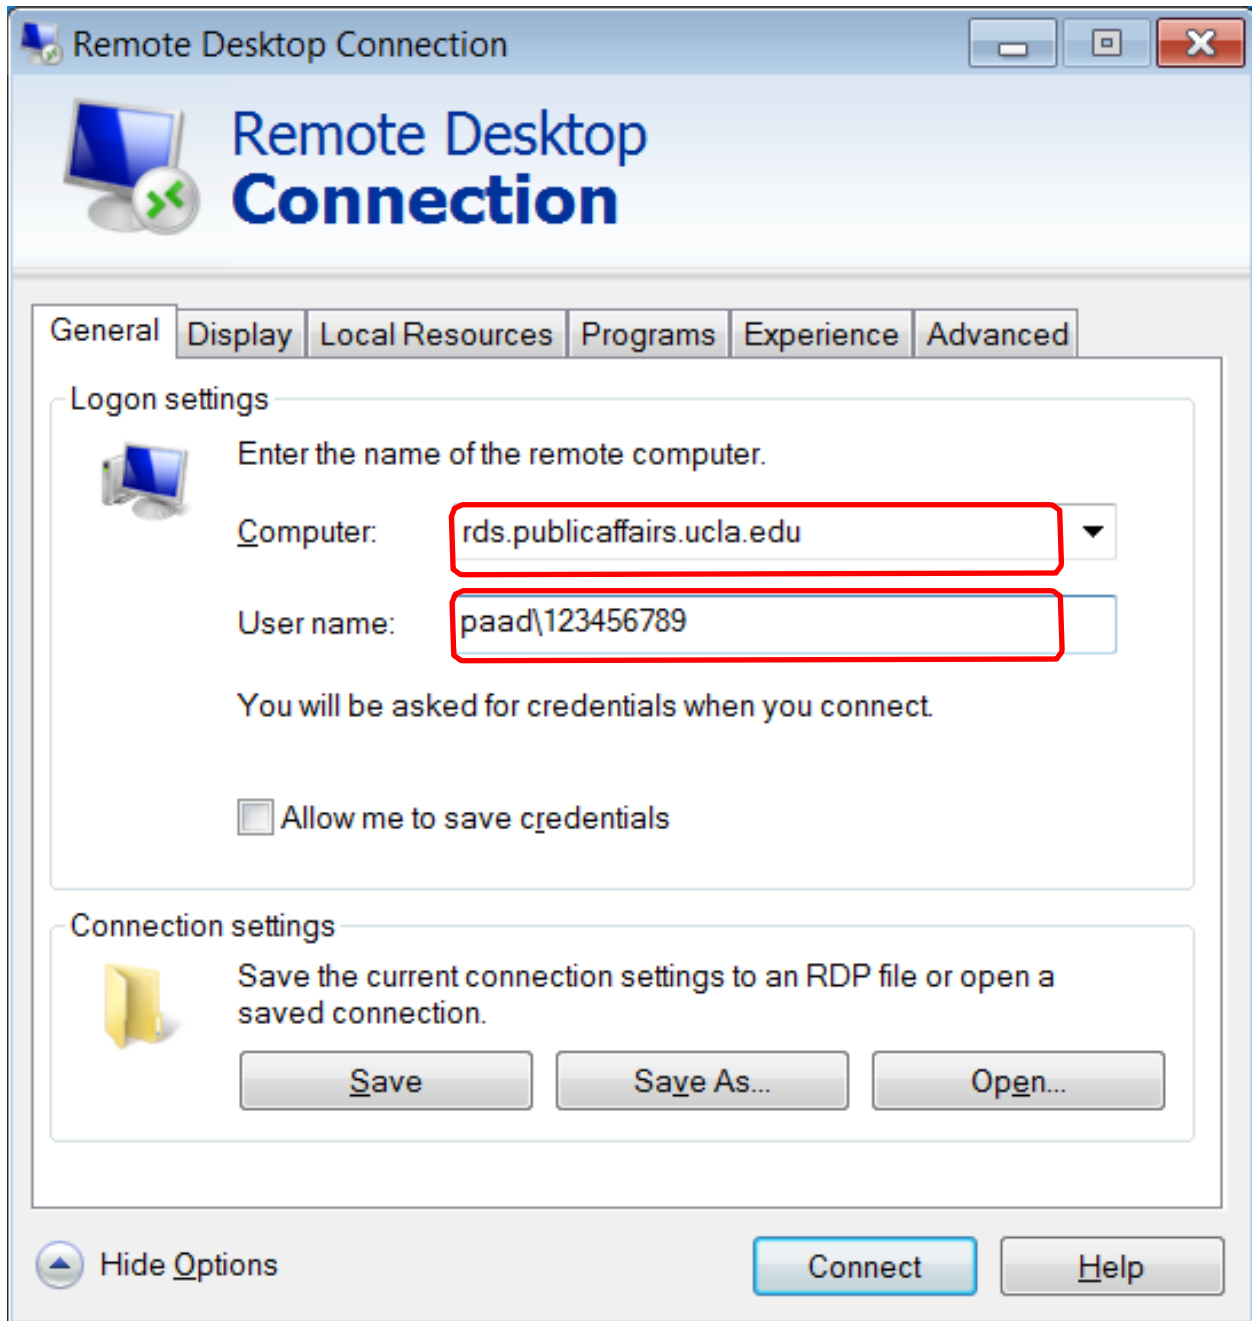 Remote Desktop Connection
Remote Desktop
Connection
General Display Local Resources Programs Experience Advanced
Logon settings
Enter the name of the remote computer.
Computer: rds.publicaffairs.ucla.edu
User name: paad\123456789
You will be asked for credentials when you connect.
Allow me to save credentials
Connection settings
Save the current connection settings to an RDP file or open a
saved connection.
Save Save As... Open...
Hide Options Connect Help